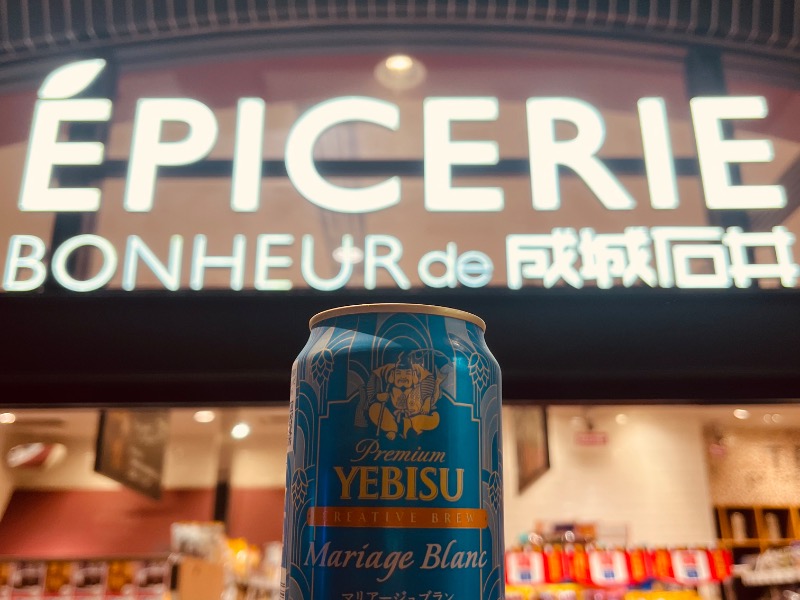 ÉPICERIE
BONHEUR de 成城石井
Premium
YEBISU
CREATIVE BREW
Mariage Blanc
マリアージュブラン